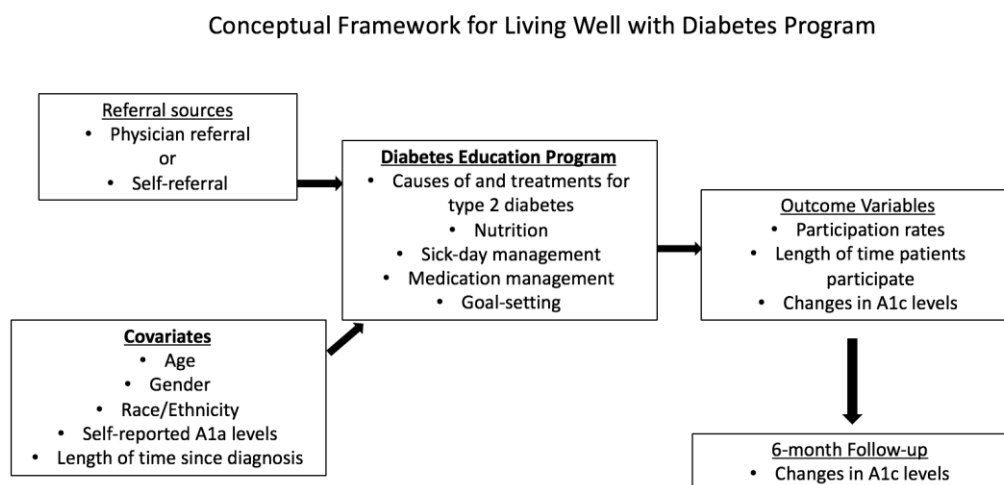 Conceptual Framework for Living Well with Diabetes Program
Referral sources
• Physician referral
or
• Self-referral
Diabetes Education Program
• Causes of and treatments for
type 2 diabetes
• Nutrition
• Sick-day management
• Medication management
• Goal-setting
Outcome Variables
• Participation rates
• Length of time patients
participate
• Changes in A1c levels
Covariates
• Age
• Gender
• Race/Ethnicity
• Self-reported A1a levels
• Length of time since diagnosis
6-month Follow-up
• Changes in A1c levels